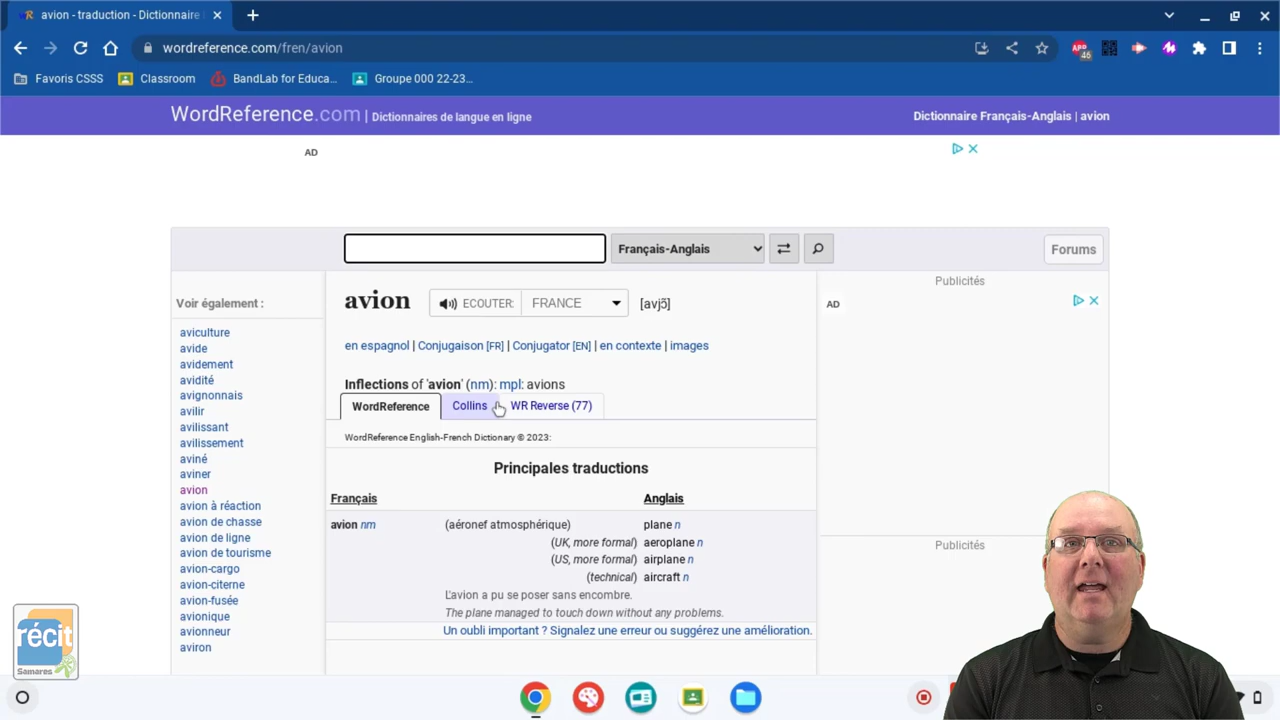 avion - traduction - Dictionnaire
wordreference.com/fren/avion
46
Favoris CSSS
Classroom
BandLab for Educa...
Groupe 000 22-23...
WordReference.com | Dictionnaires de langue en ligne
Dictionnaire Français-Anglais | avion
AD
Français-Anglais
Forums
Voir également :
aviculture
avide
avidement
avidité
avignonnais
avilir
avilissant
avilissement
aviné
aviner
avion
avion à réaction
avion de chasse
avion de ligne
avion de tourisme
avion-cargo
avion-citerne
avion-fusée
avionique
avionneur
aviron
avion ECOUTER: FRANCE [avjɔ̃]
en espagnol | Conjugaison [FR] | Conjugator [EN] | en contexte | images
Inflections of 'avion' (nm): mpl: avions
WordReference Collins WR Reverse (77)
WordReference English-French Dictionary © 2023:
Principales traductions
Français Anglais
avion nm (aéronef atmosphérique) plane n
(UK, more formal) aeroplane n
(US, more formal) airplane n
(technical) aircraft n
L'avion a pu se poser sans encombre.
The plane managed to touch down without any problems.
Un oubli important ? Signalez une erreur ou suggérez une amélioration.
Publicités
AD
Publicités
récit
Samares